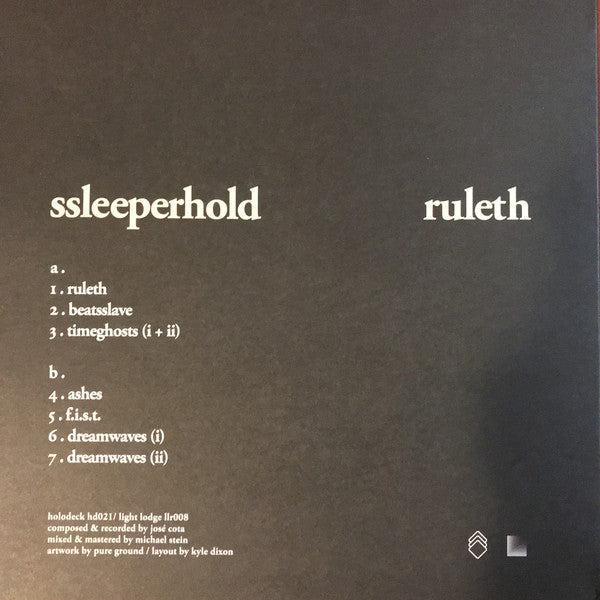 ssleeperhold ruleth
a .
1 . ruleth
2 . beatsslave
3 . timeghosts (i + ii)
b .
4 . ashes
5 . f.i.s.t.
6 . dreamwaves (i)
7 . dreamwaves (ii)
holodeck hd021/ light lodge llr008
composed & recorded by josé cota
mixed & mastered by michael stein
artwork by pure ground / layout by kyle dixon